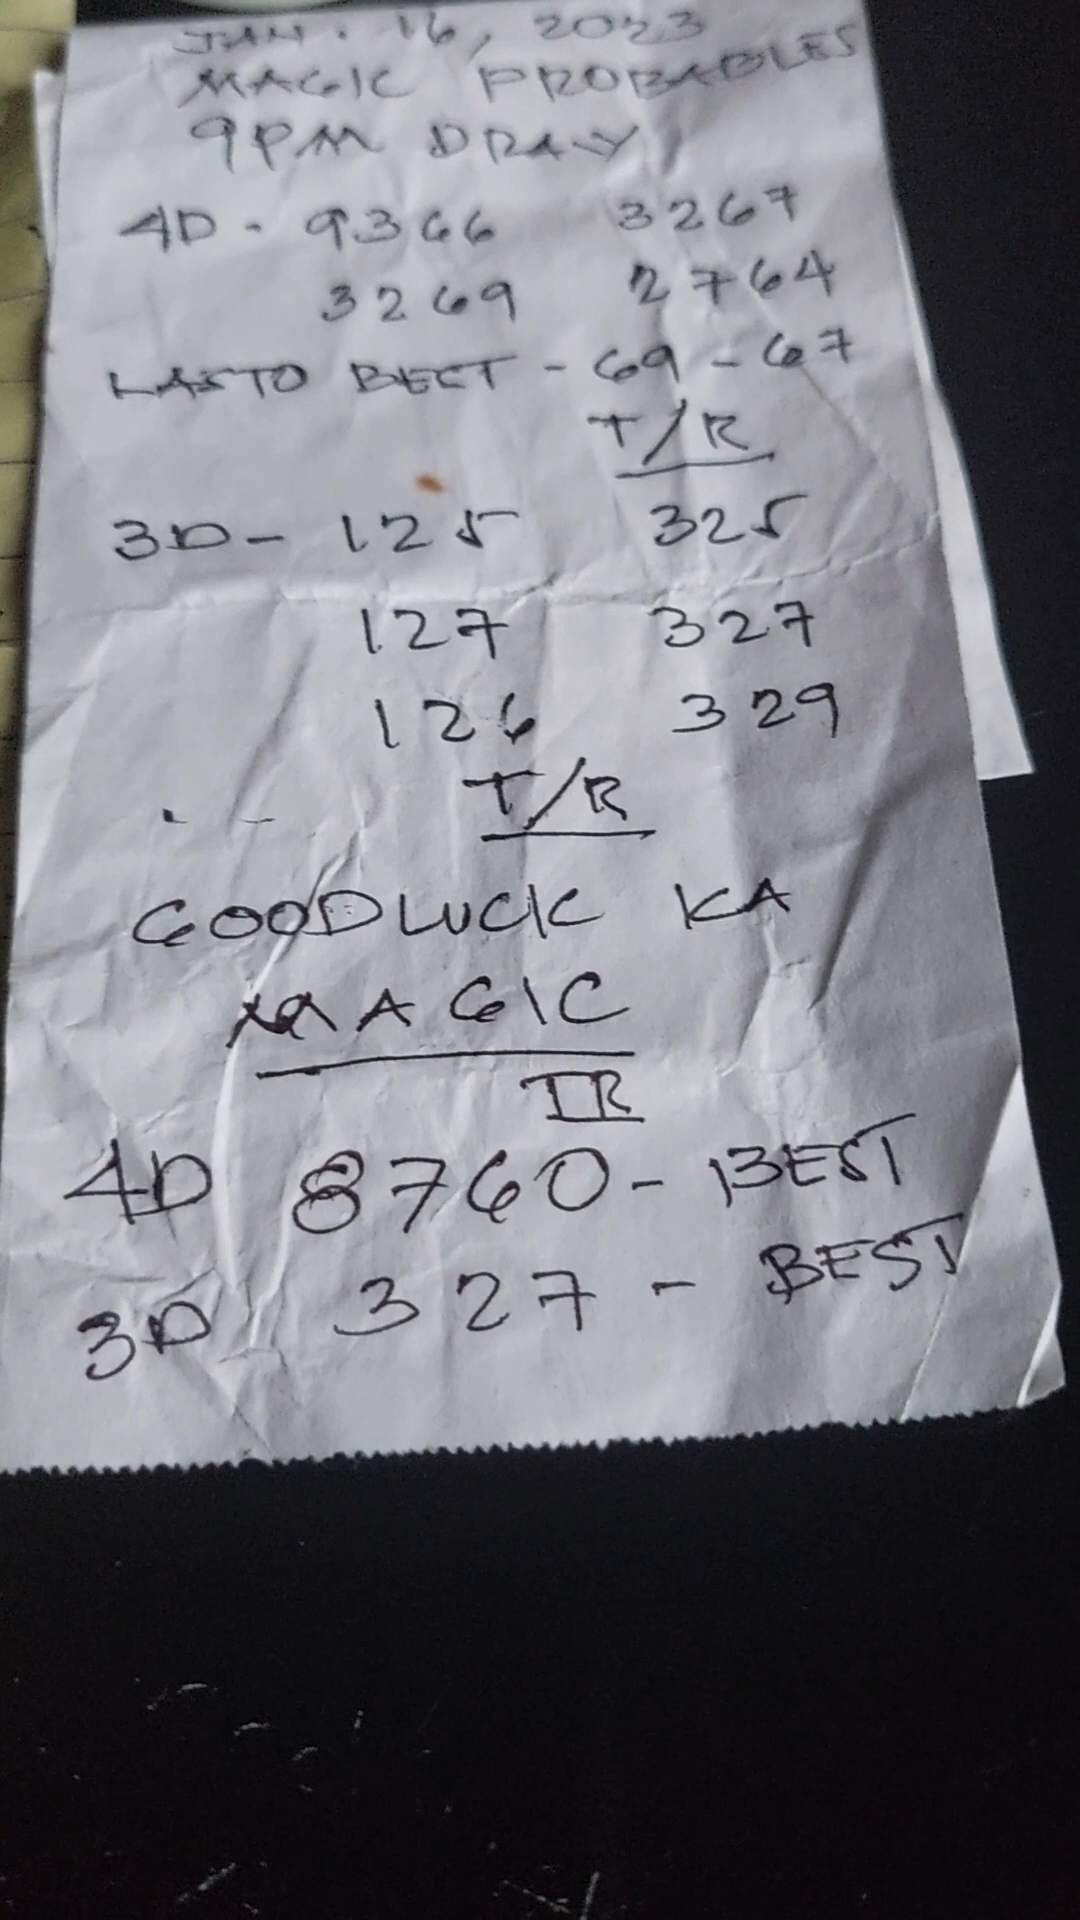 JAN. 16, 2023
MAGIC PROBABLES
9PM DRAW
4D - 9366 3267
3269 2764
LASTO BEST - 69 - 67
T/R
3D - 125 325
127 327
126 329
T/R
GOODLUCK KA
MAGIC
IR
4D 8760 - BEST
3D 327 - BEST